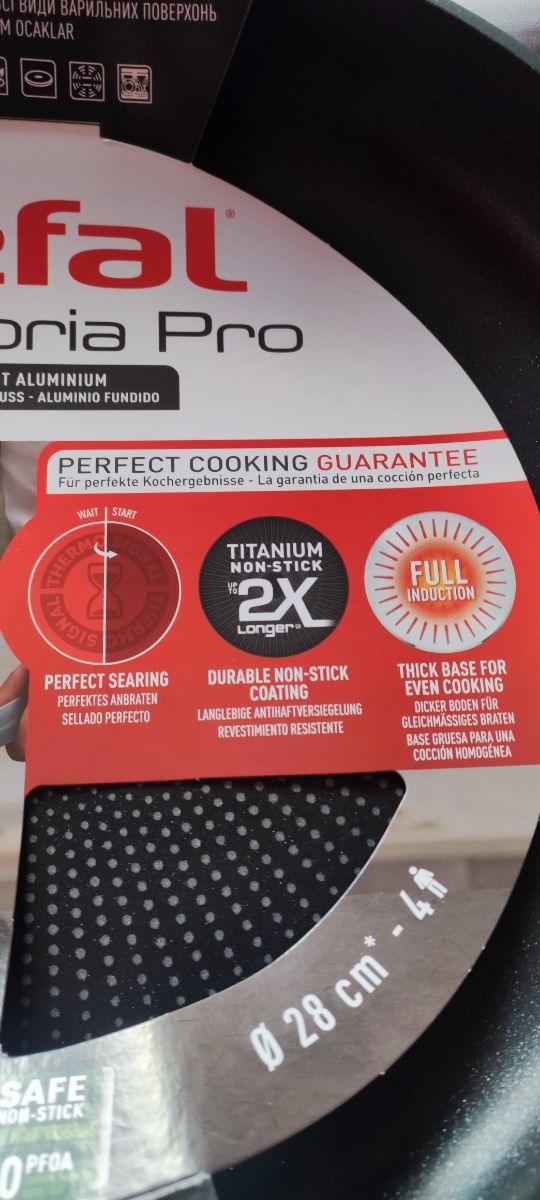 ВИДИ ВАРИЛЬНИХ ПОВЕРХОНЬ
OCAKLAR
efal®
oria Pro
T ALUMINIUM
USS - ALUMINIO FUNDIDO
PERFECT COOKING GUARANTEE
Für perfekte Kochergebnisse - La garantia de una cocción perfecta
WAIT START
THERMO SIGNAL
THERMO SIGNAL
PERFECT SEARING
PERFEKTES ANBRATEN
SELLADO PERFECTO
TITANIUM
NON-STICK
UP TO 2X
Longer
DURABLE NON-STICK
COATING
LANGLEBIGE ANTIHAFTVERSIEGELUNG
REVESTIMIENTO RESISTENTE
FULL
INDUCTION
THICK BASE FOR
EVEN COOKING
DICKER BODEN FÜR
GLEICHMÄSSIGES BRATEN
BASE GRUESA PARA UNA
COCCIÓN HOMOGÉNEA
Ø 28 cm* - 4
SAFE
NON-STICK
0 PFOA